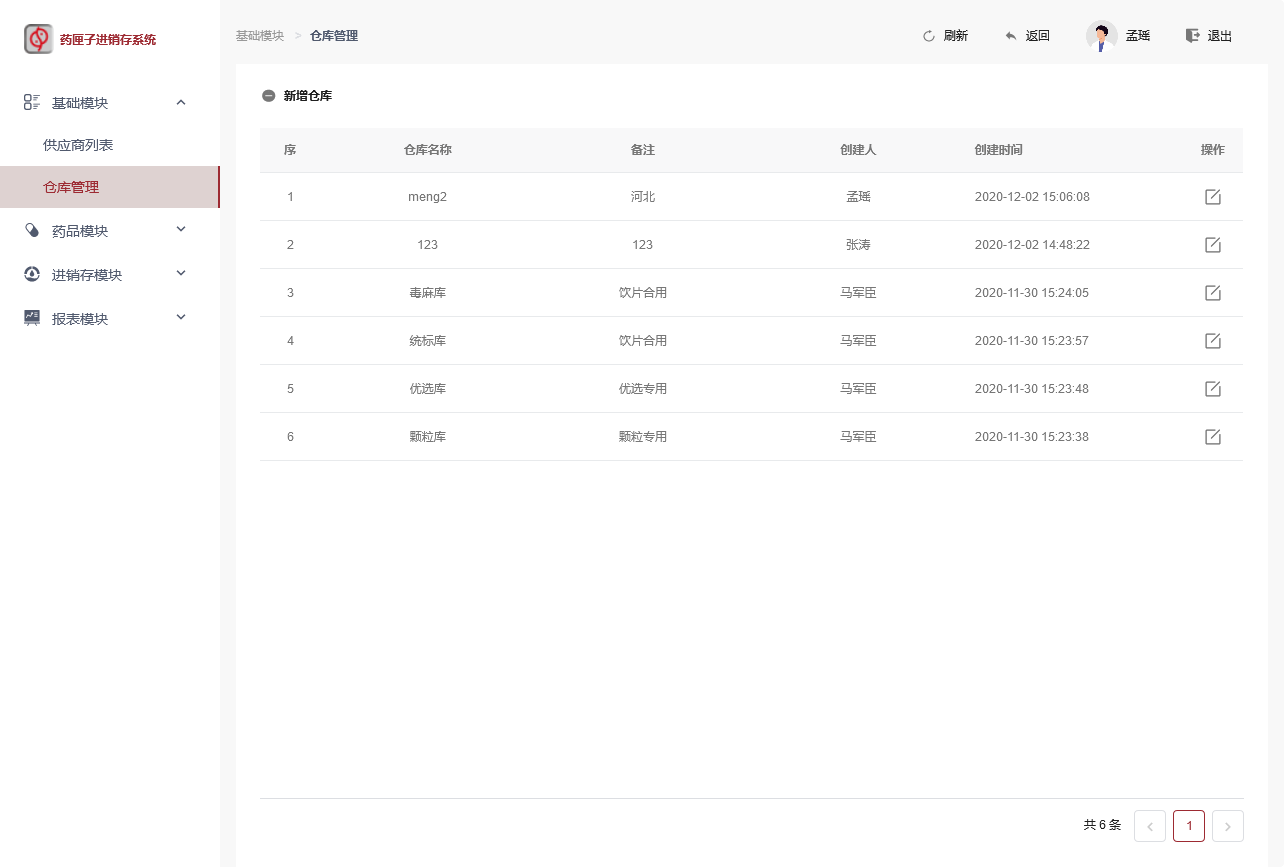 药匣子进销存系统
基础模块 > 仓库管理
刷新 返回 孟瑶 退出
基础模块
供应商列表
仓库管理
药品模块
进销存模块
报表模块
新增仓库
序 仓库名称 备注 创建人 创建时间 操作
1 meng2 河北 孟瑶 2020-12-02 15:06:08
2 123 123 张涛 2020-12-02 14:48:22
3 毒麻库 饮片合用 马军臣 2020-11-30 15:24:05
4 统标库 饮片合用 马军臣 2020-11-30 15:23:57
5 优选库 优选专用 马军臣 2020-11-30 15:23:48
6 颗粒库 颗粒专用 马军臣 2020-11-30 15:23:38
共 6 条 < 1 >